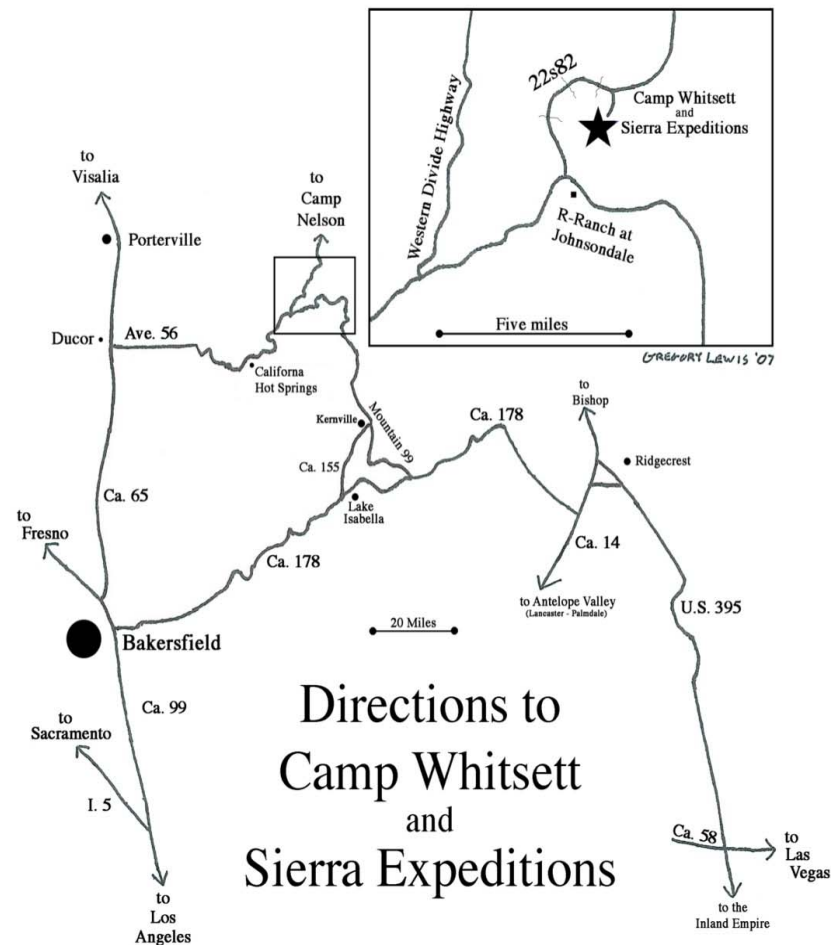 22s82
Camp Whitsett
and
Sierra Expeditions
Western Divide Highway
R-Ranch at
Johnsondale
Five miles
GREGORY LEWIS '07
to
Visalia
to
Camp
Nelson
Porterville
Ducor
Ave. 56
Californa
Hot Springs
to
Bishop
Kernville
Mountain 99
Ca. 178
Ridgecrest
Ca. 155
Ca. 65
Lake
Isabella
to
Fresno
Ca. 14
Ca. 178
to Antelope Valley
(Lancaster - Palmdale)
U.S. 395
20 Miles
Bakersfield
Ca. 99
to
Sacramento
I. 5
Directions to
Camp Whitsett
and
Sierra Expeditions
Ca. 58
to
Las
Vegas
to
Los
Angeles
to the
Inland Empire